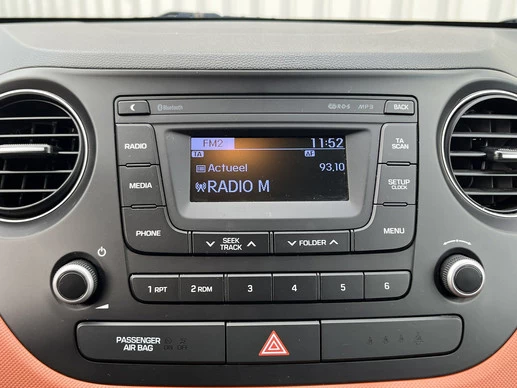 Bluetooth RDS MP3 BACK
RADIO FM2 11:52 TA SCAN
TA AF
Actueel 93,10
MEDIA RADIO M SETUP CLOCK
PHONE SEEK TRACK FOLDER MENU
1 RPT 2 RDM 3 4 5 6
PASSENGER AIR BAG